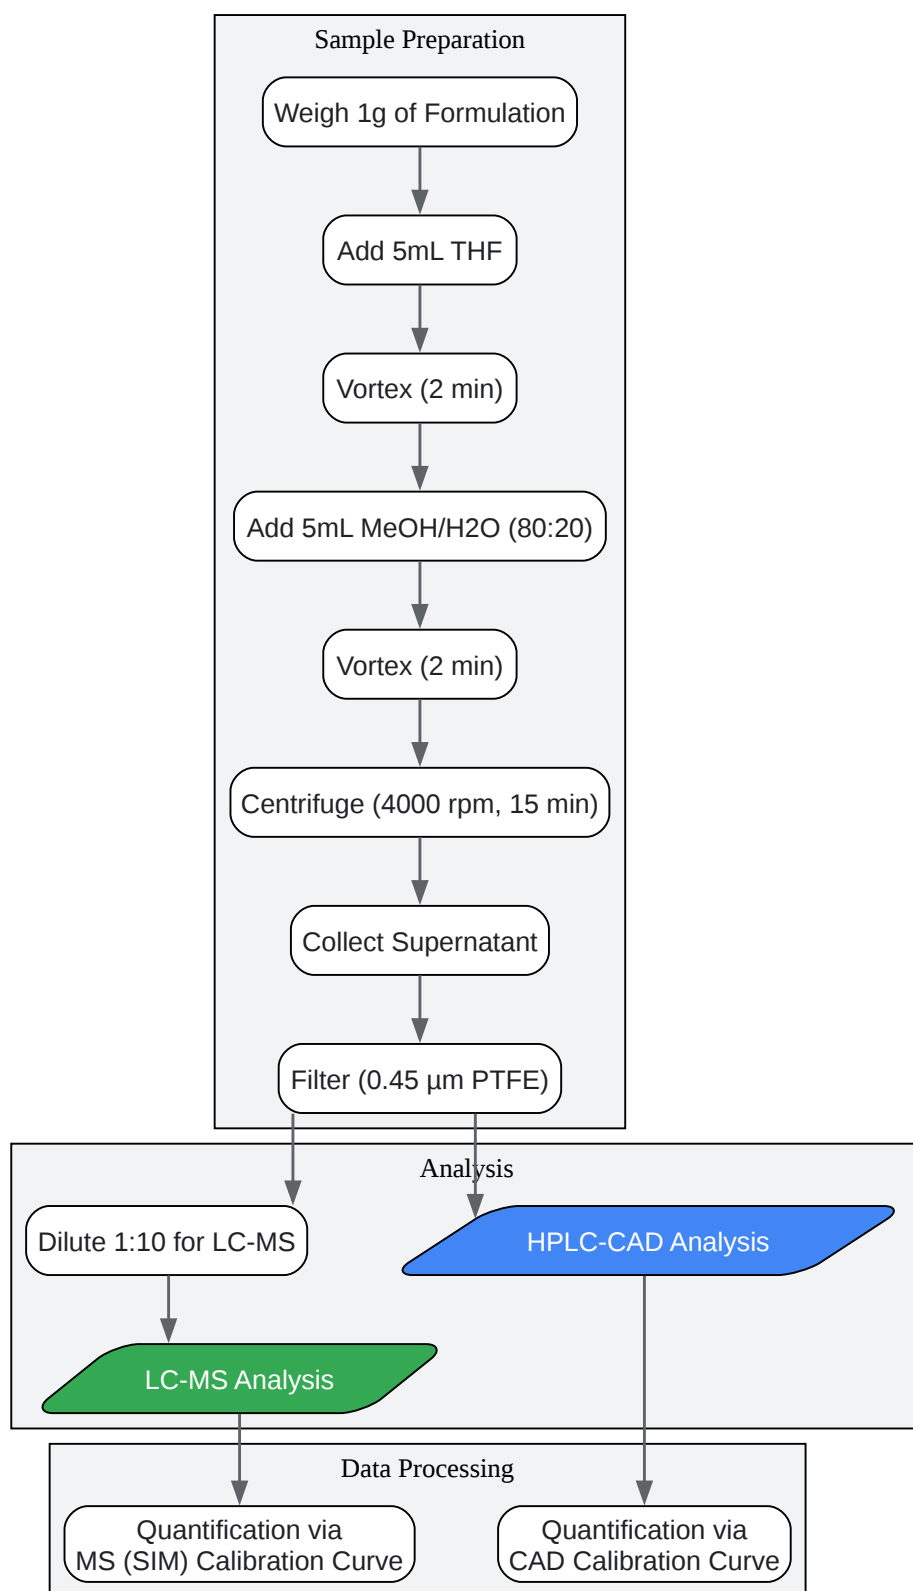 Sample Preparation
Weigh 1g of Formulation
Add 5mL THF
Vortex (2 min)
Add 5mL MeOH/H2O (80:20)
Vortex (2 min)
Centrifuge (4000 rpm, 15 min)
Collect Supernatant
Filter (0.45 µm PTFE)
Analysis
Dilute 1:10 for LC-MS
HPLC-CAD Analysis
LC-MS Analysis
Data Processing
Quantification via
MS (SIM) Calibration Curve
Quantification via
CAD Calibration Curve